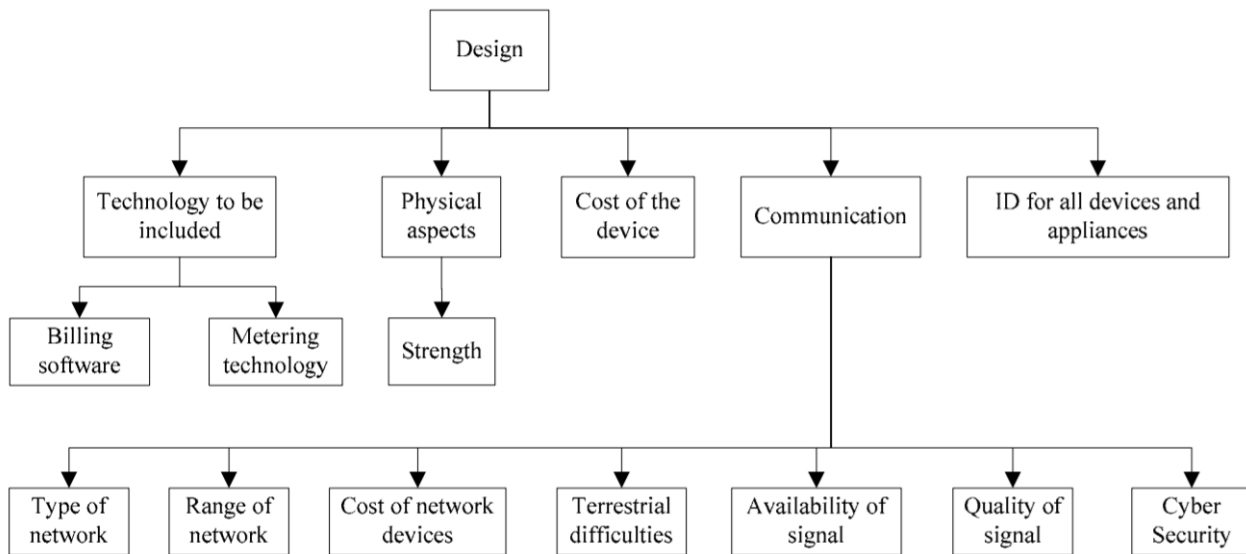 Design
Technology to be
included
Physical
aspects
Cost of the
device
Communication
ID for all devices and
appliances
Billing
software
Metering
technology
Strength
Type of
network
Range of
network
Cost of network
devices
Terrestrial
difficulties
Availability of
signal
Quality of
signal
Cyber
Security